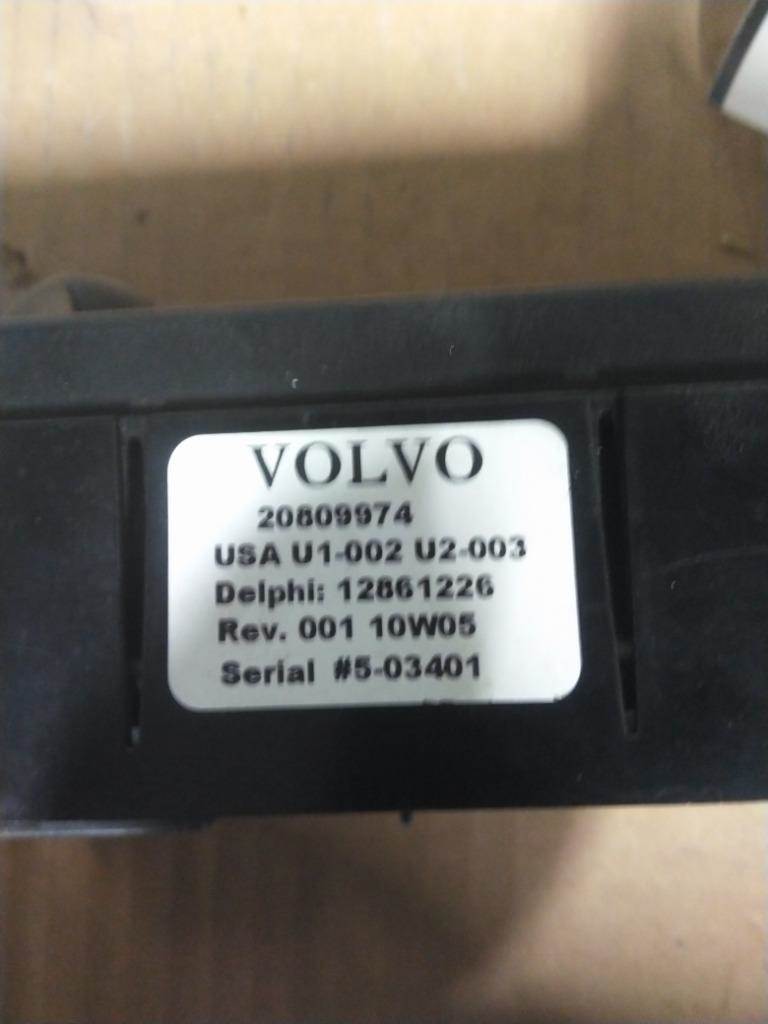 VOLVO
20809974
USA U1-002 U2-003
Delphi: 12861226
Rev. 001 10W05
Serial #5-03401